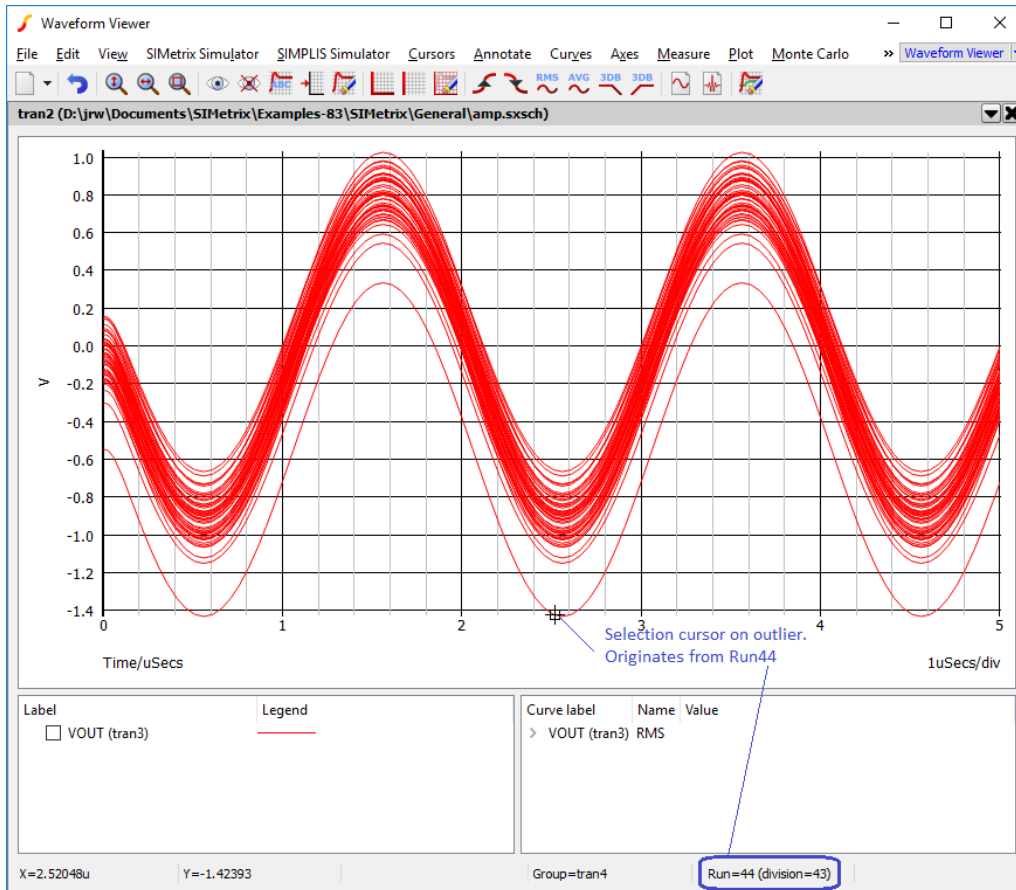 Waveform Viewer
File Edit View SIMetrix Simulator SIMPLIS Simulator Cursors Annotate Curves Axes Measure Plot Monte Carlo » Waveform Viewer
ABC RMS AVG 3DB 3DB
tran2 (D:\jrw\Documents\SIMetrix\Examples-83\SIMetrix\General\amp.sxsch)
1.0
0.8
0.6
0.4
0.2
0.0
-0.2
V
-0.4
-0.6
-0.8
-1.0
-1.2
-1.4
0 1 2 3 4 5
Selection cursor on outlier.
Originates from Run44
Time/uSecs 1uSecs/div
Label Legend
VOUT (tran3)
Curve label Name Value
VOUT (tran3) RMS
X=2.52048u Y=-1.42393 Group=tran4 Run=44 (division=43)